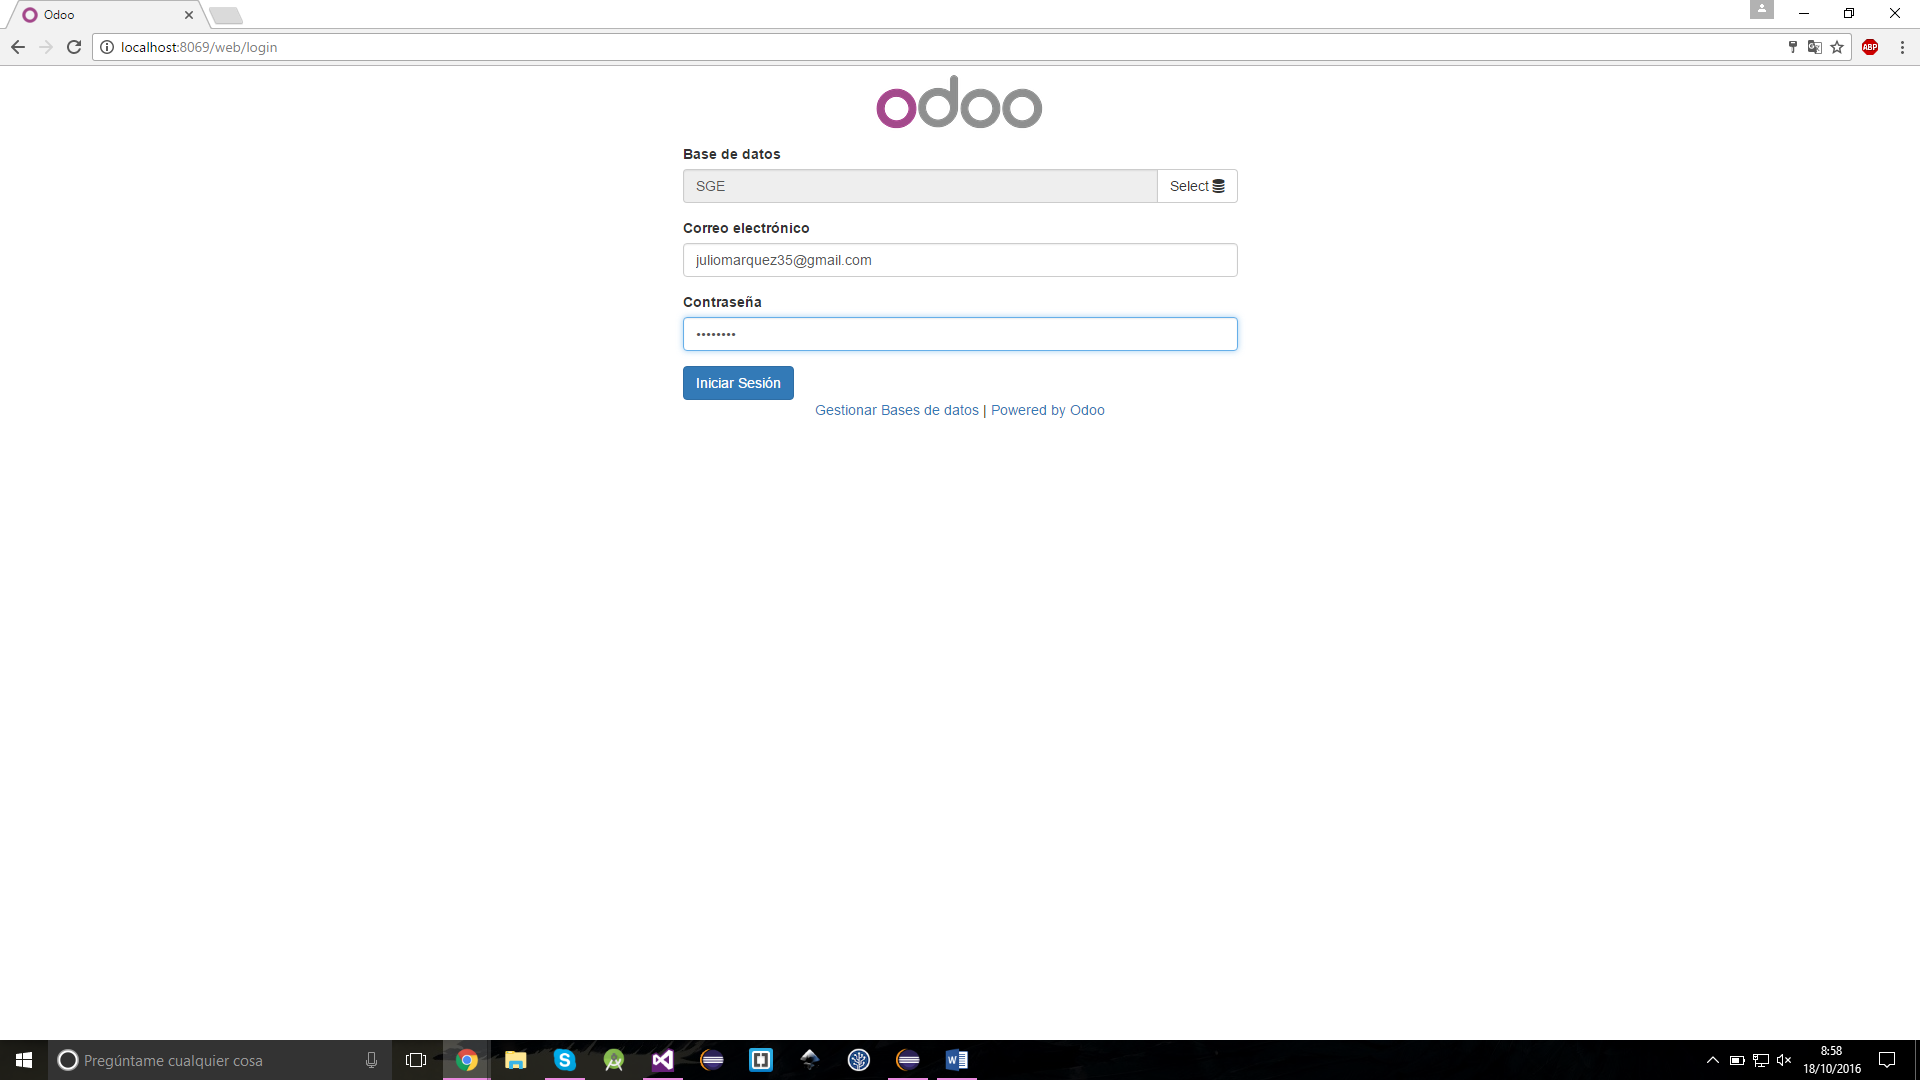 Odoo
localhost:8069/web/login
ABP
odoo
Base de datos
SGE
Select
Correo electrónico
juliomarquez35@gmail.com
Contraseña
••••••••
Iniciar Sesión
Gestionar Bases de datos | Powered by Odoo
Pregúntame cualquier cosa
8:58
18/10/2016